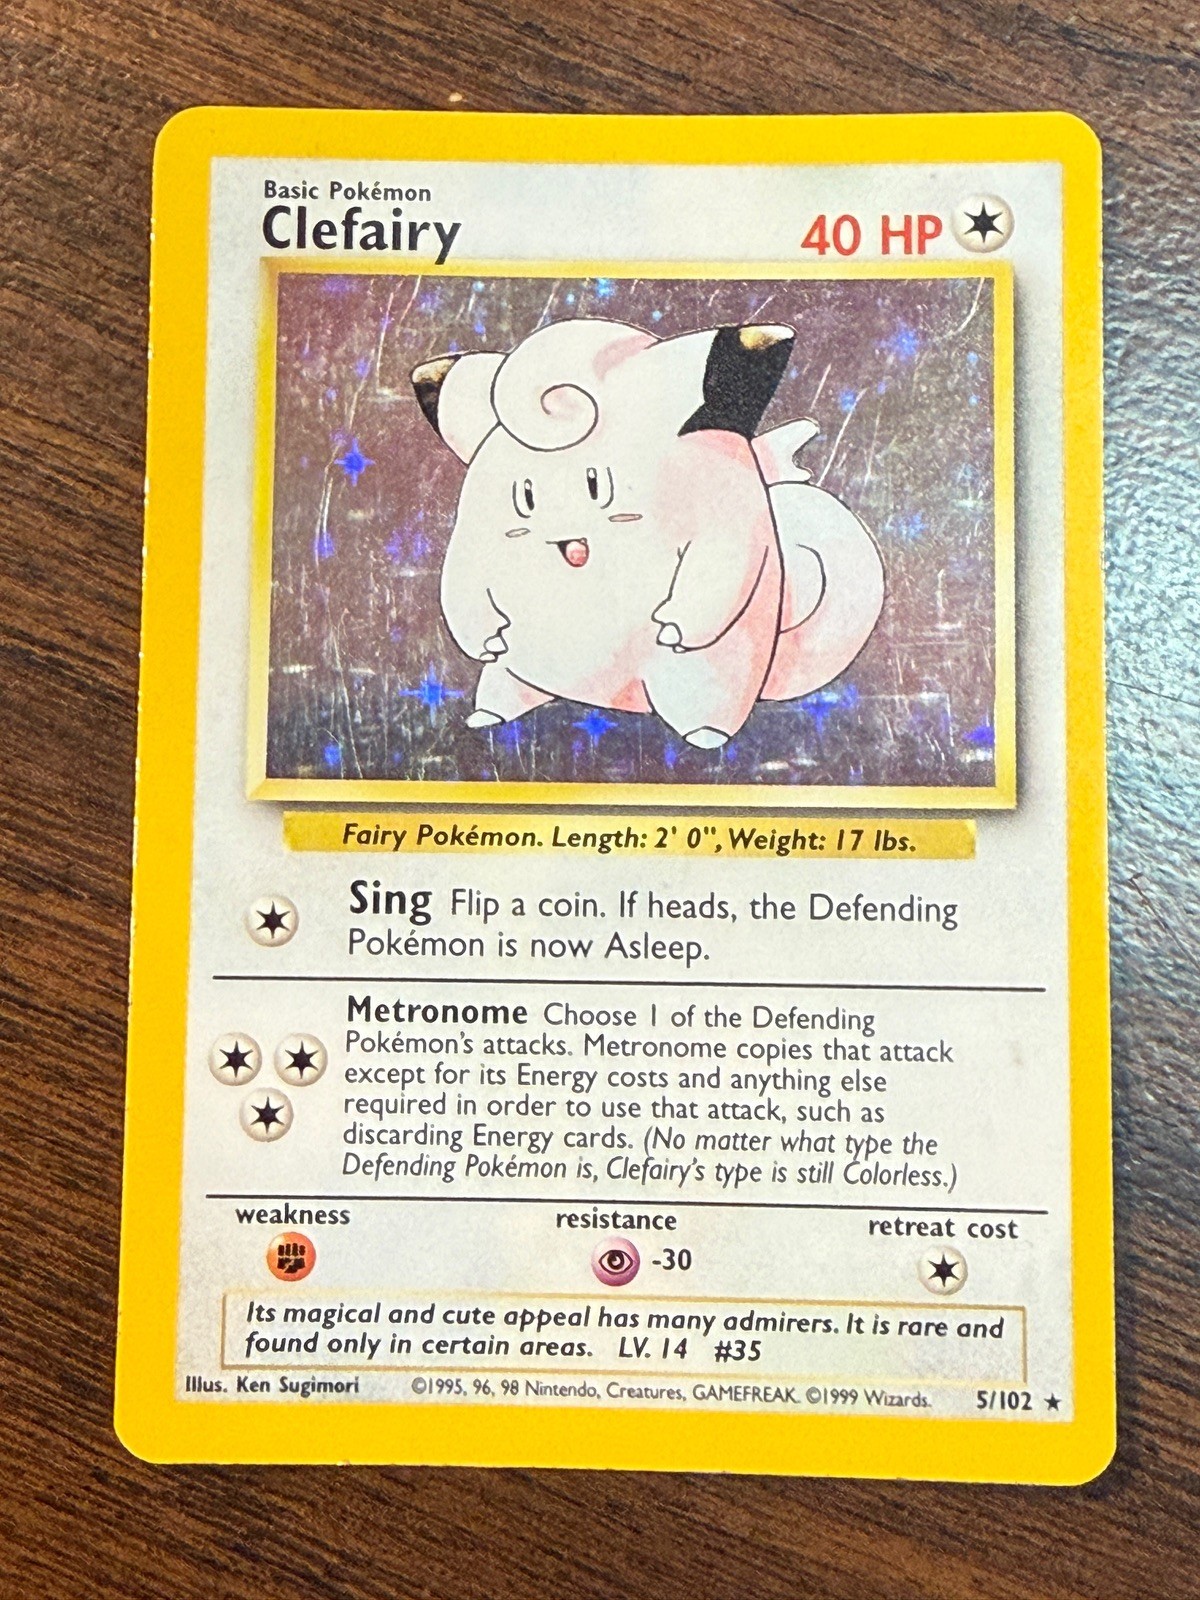 Basic Pokémon
Clefairy
40 HP
Fairy Pokémon. Length: 2' 0", Weight: 17 lbs.
Sing Flip a coin. If heads, the Defending
Pokémon is now Asleep.
Metronome Choose 1 of the Defending
Pokémon's attacks. Metronome copies that attack
except for its Energy costs and anything else
required in order to use that attack, such as
discarding Energy cards. (No matter what type the
Defending Pokémon is, Clefairy's type is still Colorless.)
weakness resistance retreat cost
-30
Its magical and cute appeal has many admirers. It is rare and
found only in certain areas. LV. 14 #35
Illus. Ken Sugimori ©1995, 96, 98 Nintendo, Creatures, GAMEFREAK. ©1999 Wizards. 5/102 ★